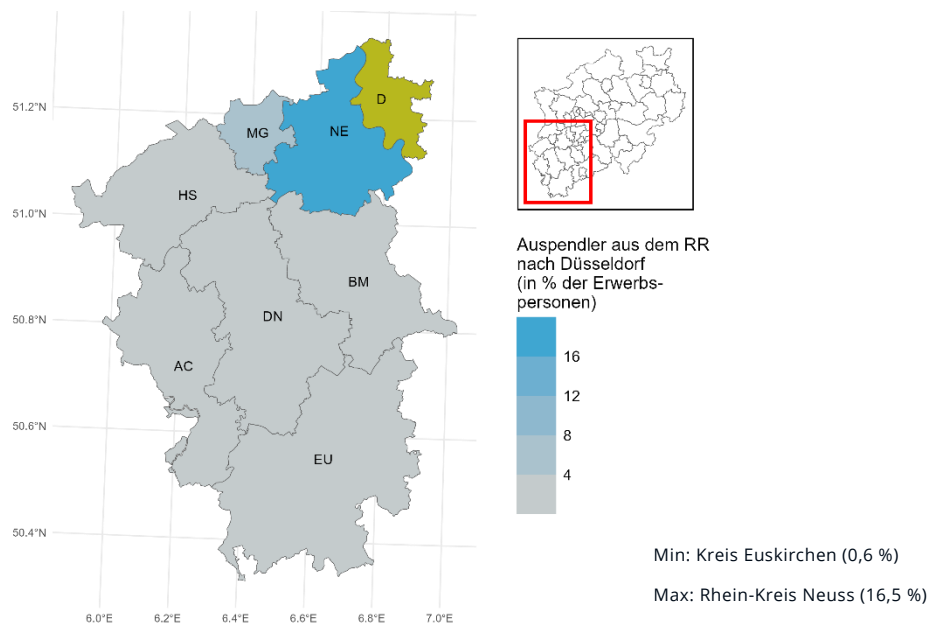 51.2°N
51.0°N
50.8°N
50.6°N
50.4°N
6.0°E
6.2°E
6.4°E
6.6°E
6.8°E
7.0°E
D
NE
MG
HS
BM
DN
AC
EU
Auspendler aus dem RR
nach Düsseldorf
(in % der Erwerbs-
personen)
16
12
8
4
Min: Kreis Euskirchen (0,6 %)
Max: Rhein-Kreis Neuss (16,5 %)